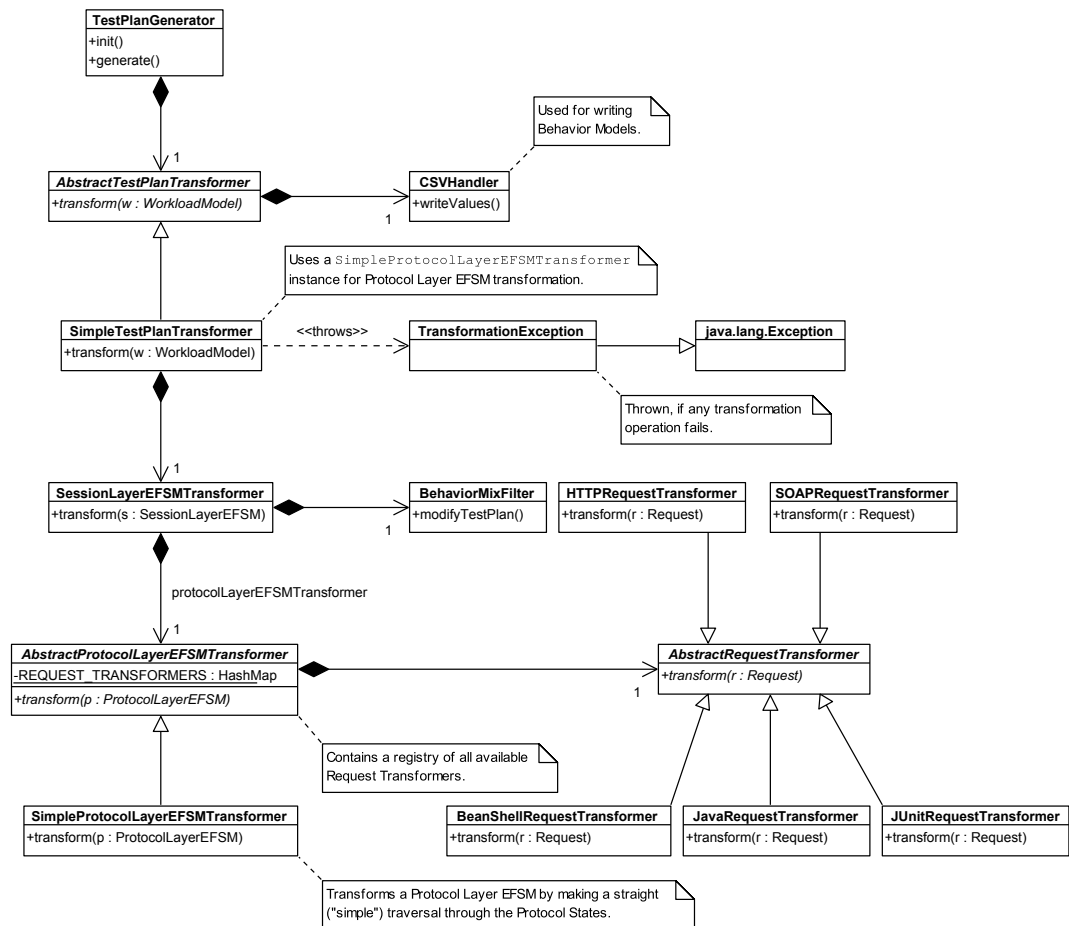 TestPlanGenerator
+init()
+generate()
Used for writing
Behavior Models.
1
AbstractTestPlanTransformer
+transform(w : WorkloadModel)
CSVHandler
+writeValues()
1
Uses a SimpleProtocolLayerEFSMTransformer
instance for Protocol Layer EFSM transformation.
SimpleTestPlanTransformer
+transform(w : WorkloadModel)
<<throws>>
TransformationException
java.lang.Exception
Thrown, if any transformation
operation fails.
1
SessionLayerEFSMTransformer
+transform(s : SessionLayerEFSM)
BehaviorMixFilter
+modifyTestPlan()
1
HTTPRequestTransformer
+transform(r : Request)
SOAPRequestTransformer
+transform(r : Request)
protocolLayerEFSMTransformer
1
AbstractProtocolLayerEFSMTransformer
-REQUEST_TRANSFORMERS : HashMap
+transform(p : ProtocolLayerEFSM)
AbstractRequestTransformer
+transform(r : Request)
1
Contains a registry of all available
Request Transformers.
SimpleProtocolLayerEFSMTransformer
+transform(p : ProtocolLayerEFSM)
BeanShellRequestTransformer
+transform(r : Request)
JavaRequestTransformer
+transform(r : Request)
JUnitRequestTransformer
+transform(r : Request)
Transforms a Protocol Layer EFSM by making a straight
("simple") traversal through the Protocol States.